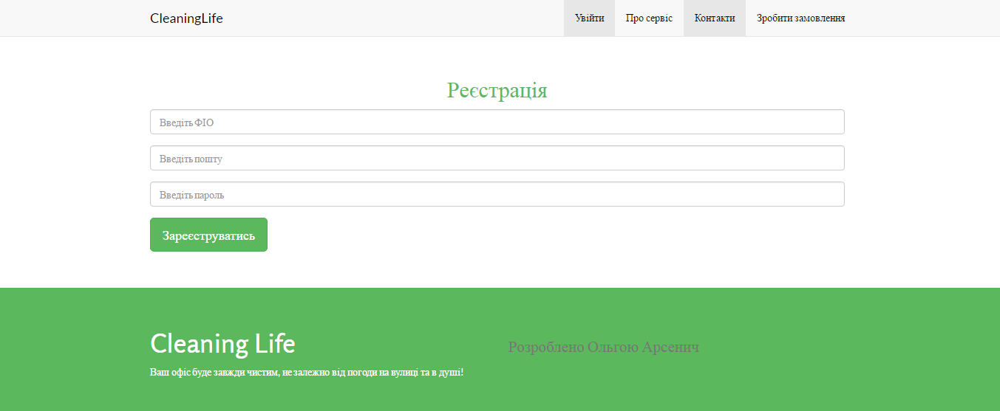 CleaningLife Увійти Про сервіс Контакти Зробити замовлення
Реєстрація
Введіть ФІО
Введіть пошту
Введіть пароль
Зареєструватись
Cleaning Life
Розроблено Ольгою Арсенич
Ваш офіс буде завжди чистим, не залежно від погоди на вулиці та в душі!